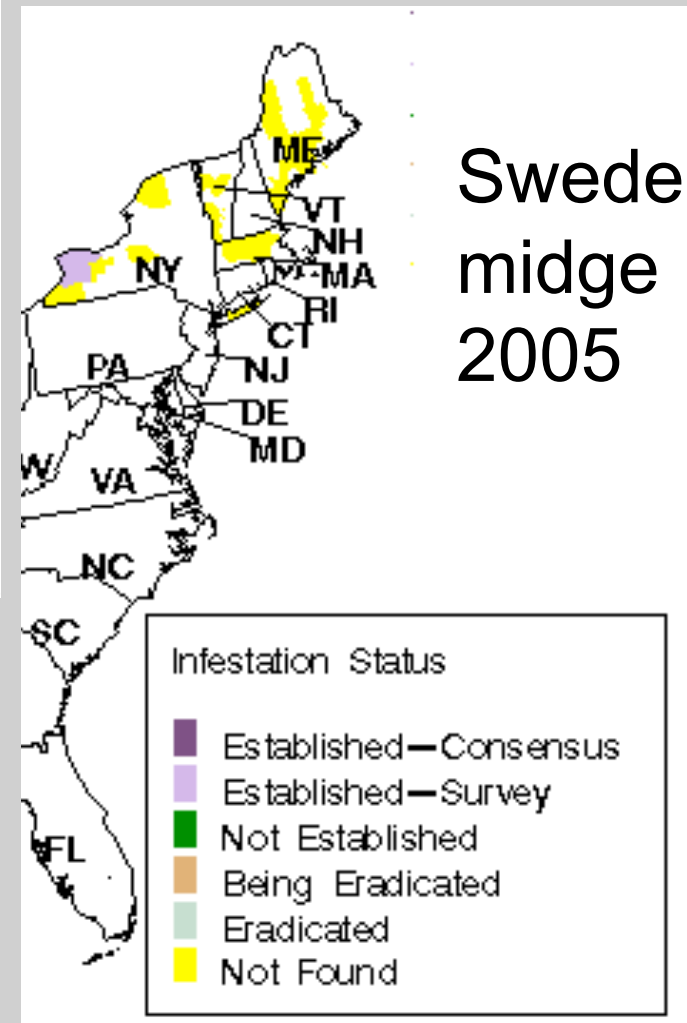 Swede
midge
2005
ME
VT
NH
NY
MA
RI
CT
PA
NJ
DE
MD
W
VA
NC
SC
FL
Infestation Status
Established—Consensus
Established—Survey
Not Established
Being Eradicated
Eradicated
Not Found